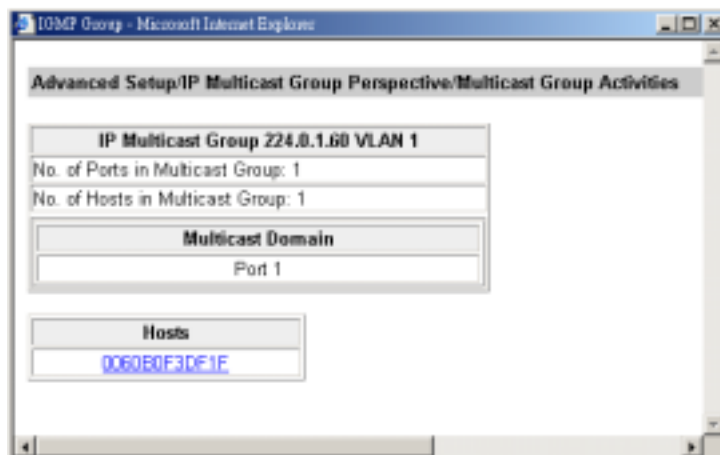 IGMP Group - Microsoft Internet Explorer
Advanced Setup/IP Multicast Group Perspective/Multicast Group Activities
IP Multicast Group 224.0.1.60 VLAN 1
No. of Ports in Multicast Group: 1
No. of Hosts in Multicast Group: 1
Multicast Domain
Port 1
Hosts
0060B0F3DF1F